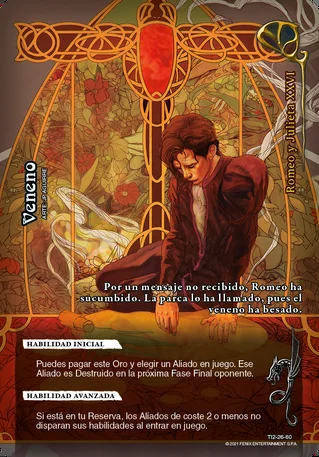 Veneno
ARTE: JP AGUIRRE
Romeo y Julieta XXVI
Por un mensaje no recibido, Romeo ha
sucumbido. La parca lo ha llamado, pues el
veneno ha besado.
HABILIDAD INICIAL
Puedes pagar este Oro y elegir un Aliado en juego. Ese
Aliado es Destruido en la próxima Fase Final oponente.
HABILIDAD AVANZADA
Si está en tu Reserva, los Aliados de coste 2 o menos no
disparan sus habilidades al entrar en juego.
TI2-26-60
© 2021 FENIX ENTERTAINMENT S.P.A.